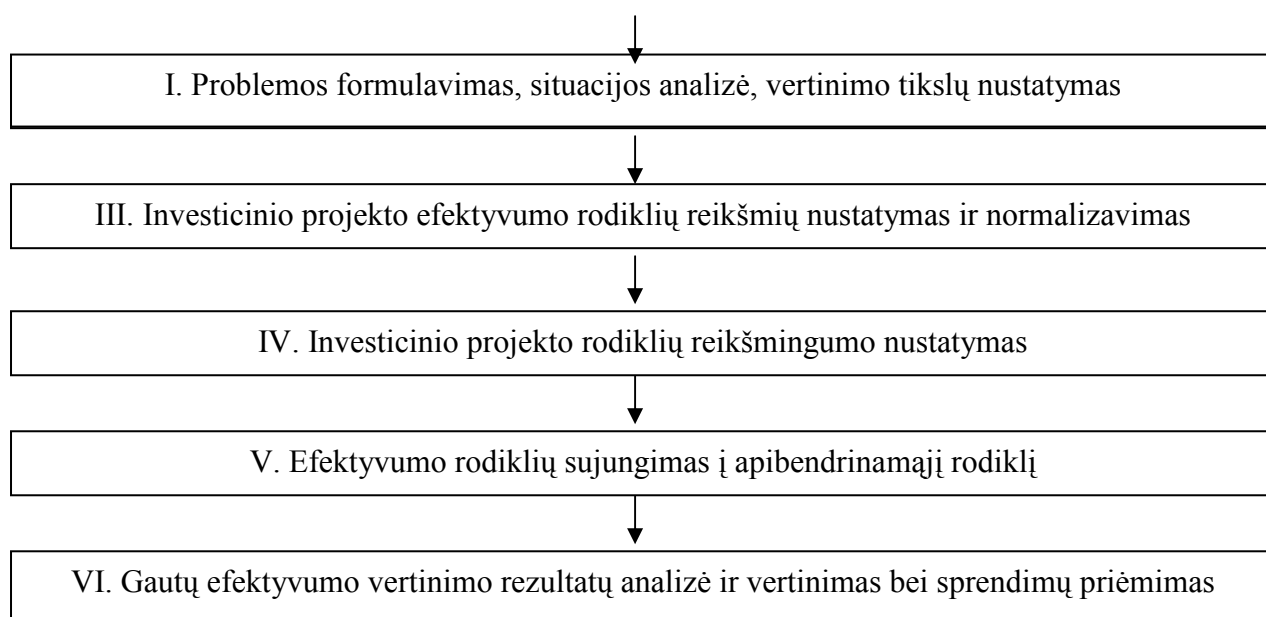 I. Problemos formulavimas, situacijos analizė, vertinimo tikslų nustatymas
III. Investicinio projekto efektyvumo rodiklių reikšmių nustatymas ir normalizavimas
IV. Investicinio projekto rodiklių reikšmingumo nustatymas
V. Efektyvumo rodiklių sujungimas į apibendrinamąjį rodiklį
VI. Gautų efektyvumo vertinimo rezultatų analizė ir vertinimas bei sprendimų priėmimas